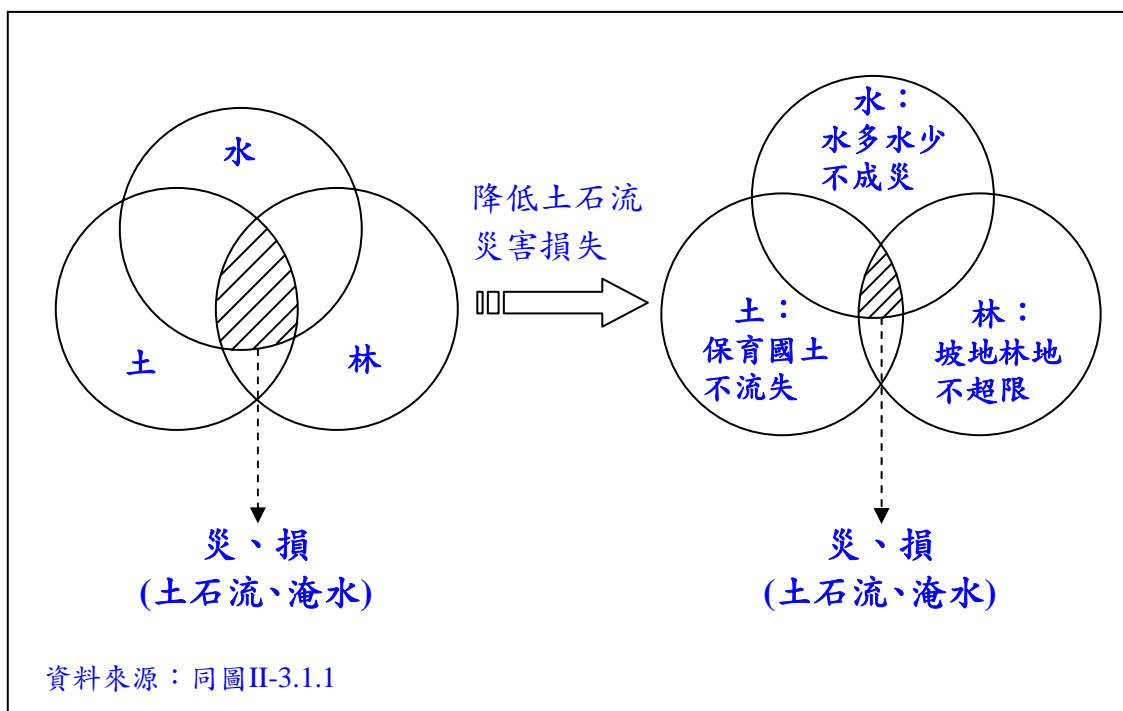 水
土
林
災、損
(土石流、淹水)
降低土石流
災害損失
水：
水多水少
不成災
土：
保育國土
不流失
林：
坡地林地
不超限
災、損
(土石流、淹水)
資料來源：同圖II-3.1.1